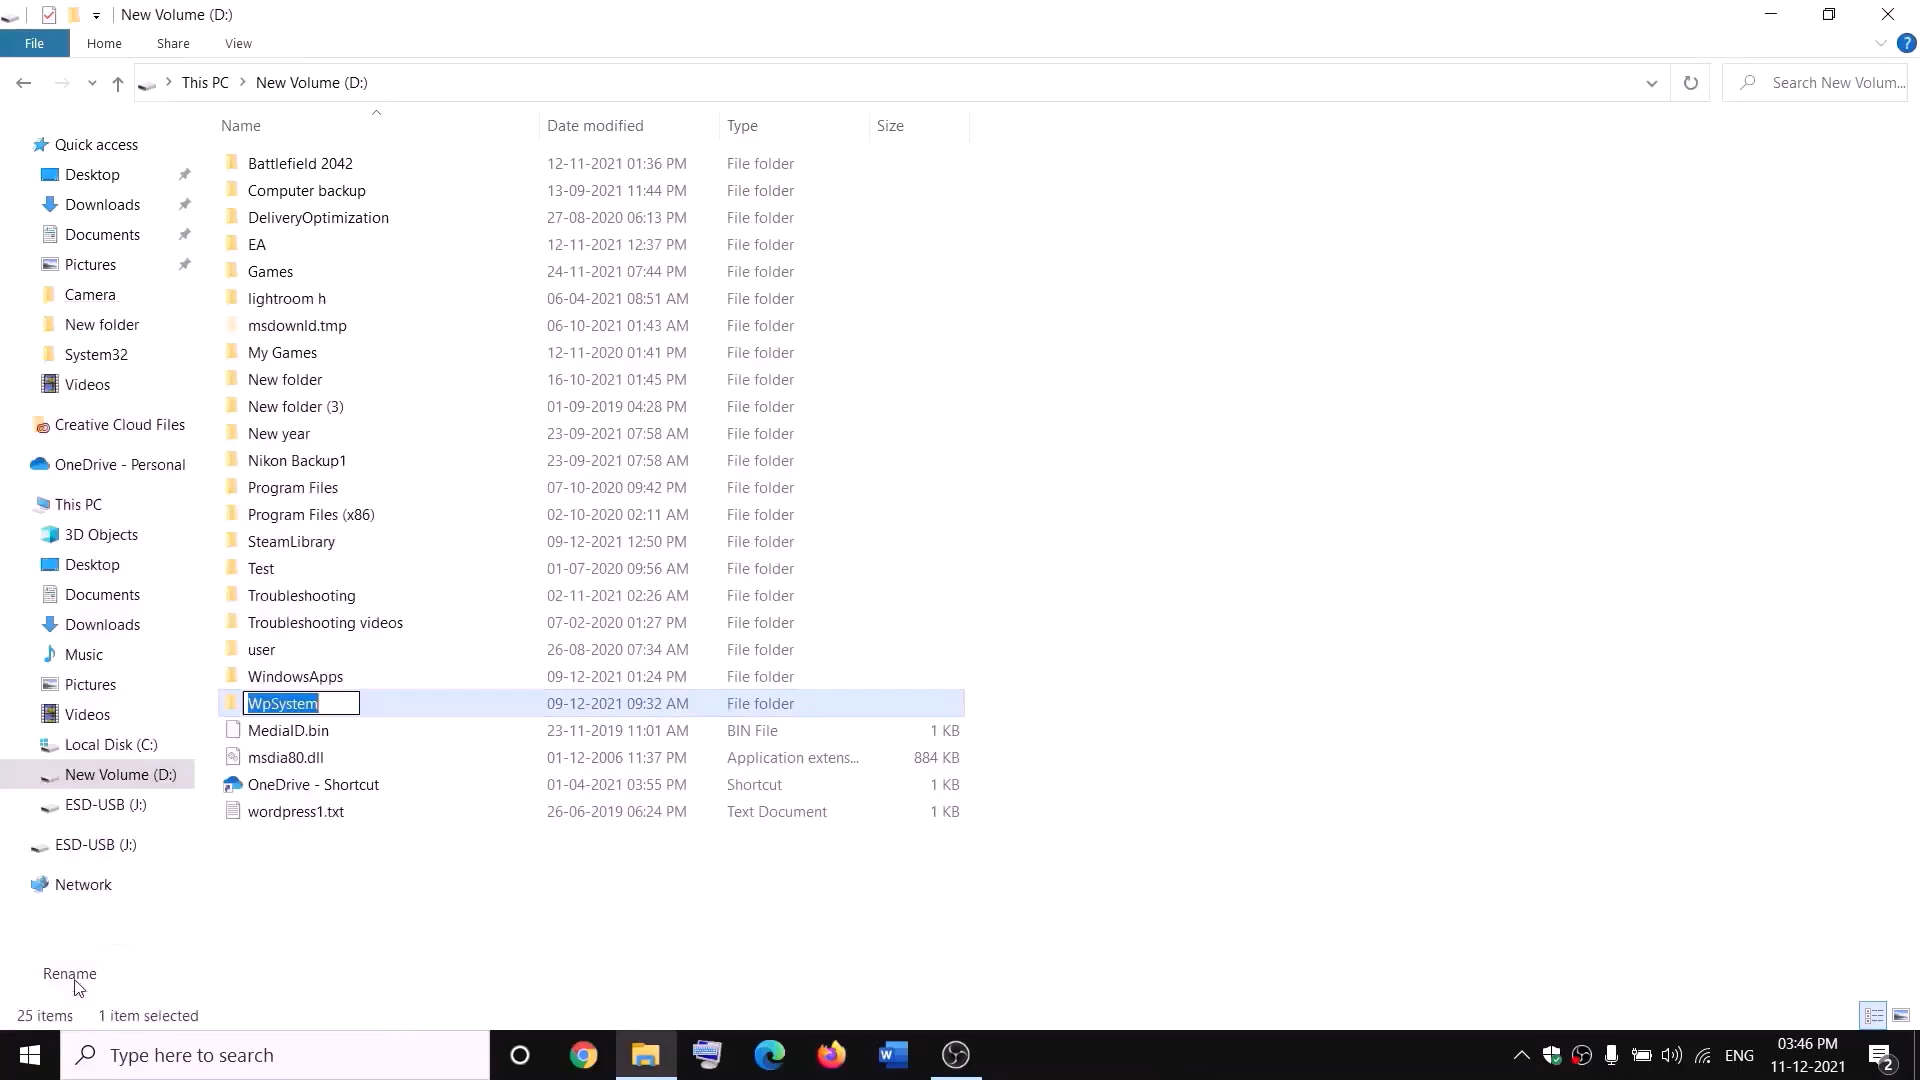 New Volume (D:)
File Home Share View
This PC New Volume (D:) Search New Volum...
Name Date modified Type Size
Quick access
Desktop
Downloads
Documents
Pictures
Camera
New folder
System32
Videos
Creative Cloud Files
OneDrive - Personal
This PC
3D Objects
Desktop
Documents
Downloads
Music
Pictures
Videos
Local Disk (C:)
New Volume (D:)
ESD-USB (J:)
ESD-USB (J:)
Network
Battlefield 2042 12-11-2021 01:36 PM File folder
Computer backup 13-09-2021 11:44 PM File folder
DeliveryOptimization 27-08-2020 06:13 PM File folder
EA 12-11-2021 12:37 PM File folder
Games 24-11-2021 07:44 PM File folder
lightroom h 06-04-2021 08:51 AM File folder
msdownld.tmp 06-10-2021 01:43 AM File folder
My Games 12-11-2020 01:41 PM File folder
New folder 16-10-2021 01:45 PM File folder
New folder (3) 01-09-2019 04:28 PM File folder
New year 23-09-2021 07:58 AM File folder
Nikon Backup1 23-09-2021 07:58 AM File folder
Program Files 07-10-2020 09:42 PM File folder
Program Files (x86) 02-10-2020 02:11 AM File folder
SteamLibrary 09-12-2021 12:50 PM File folder
Test 01-07-2020 09:56 AM File folder
Troubleshooting 02-11-2021 02:26 AM File folder
Troubleshooting videos 07-02-2020 01:27 PM File folder
user 26-08-2020 07:34 AM File folder
WindowsApps 09-12-2021 01:24 PM File folder
WpSystem 09-12-2021 09:32 AM File folder
MediaID.bin 23-11-2019 11:01 AM BIN File 1 KB
msdia80.dll 01-12-2006 11:37 PM Application extens... 884 KB
OneDrive - Shortcut 01-04-2021 03:55 PM Shortcut 1 KB
wordpress1.txt 26-06-2019 06:24 PM Text Document 1 KB
Rename
25 items 1 item selected
Type here to search
ENG
03:46 PM
11-12-2021
2